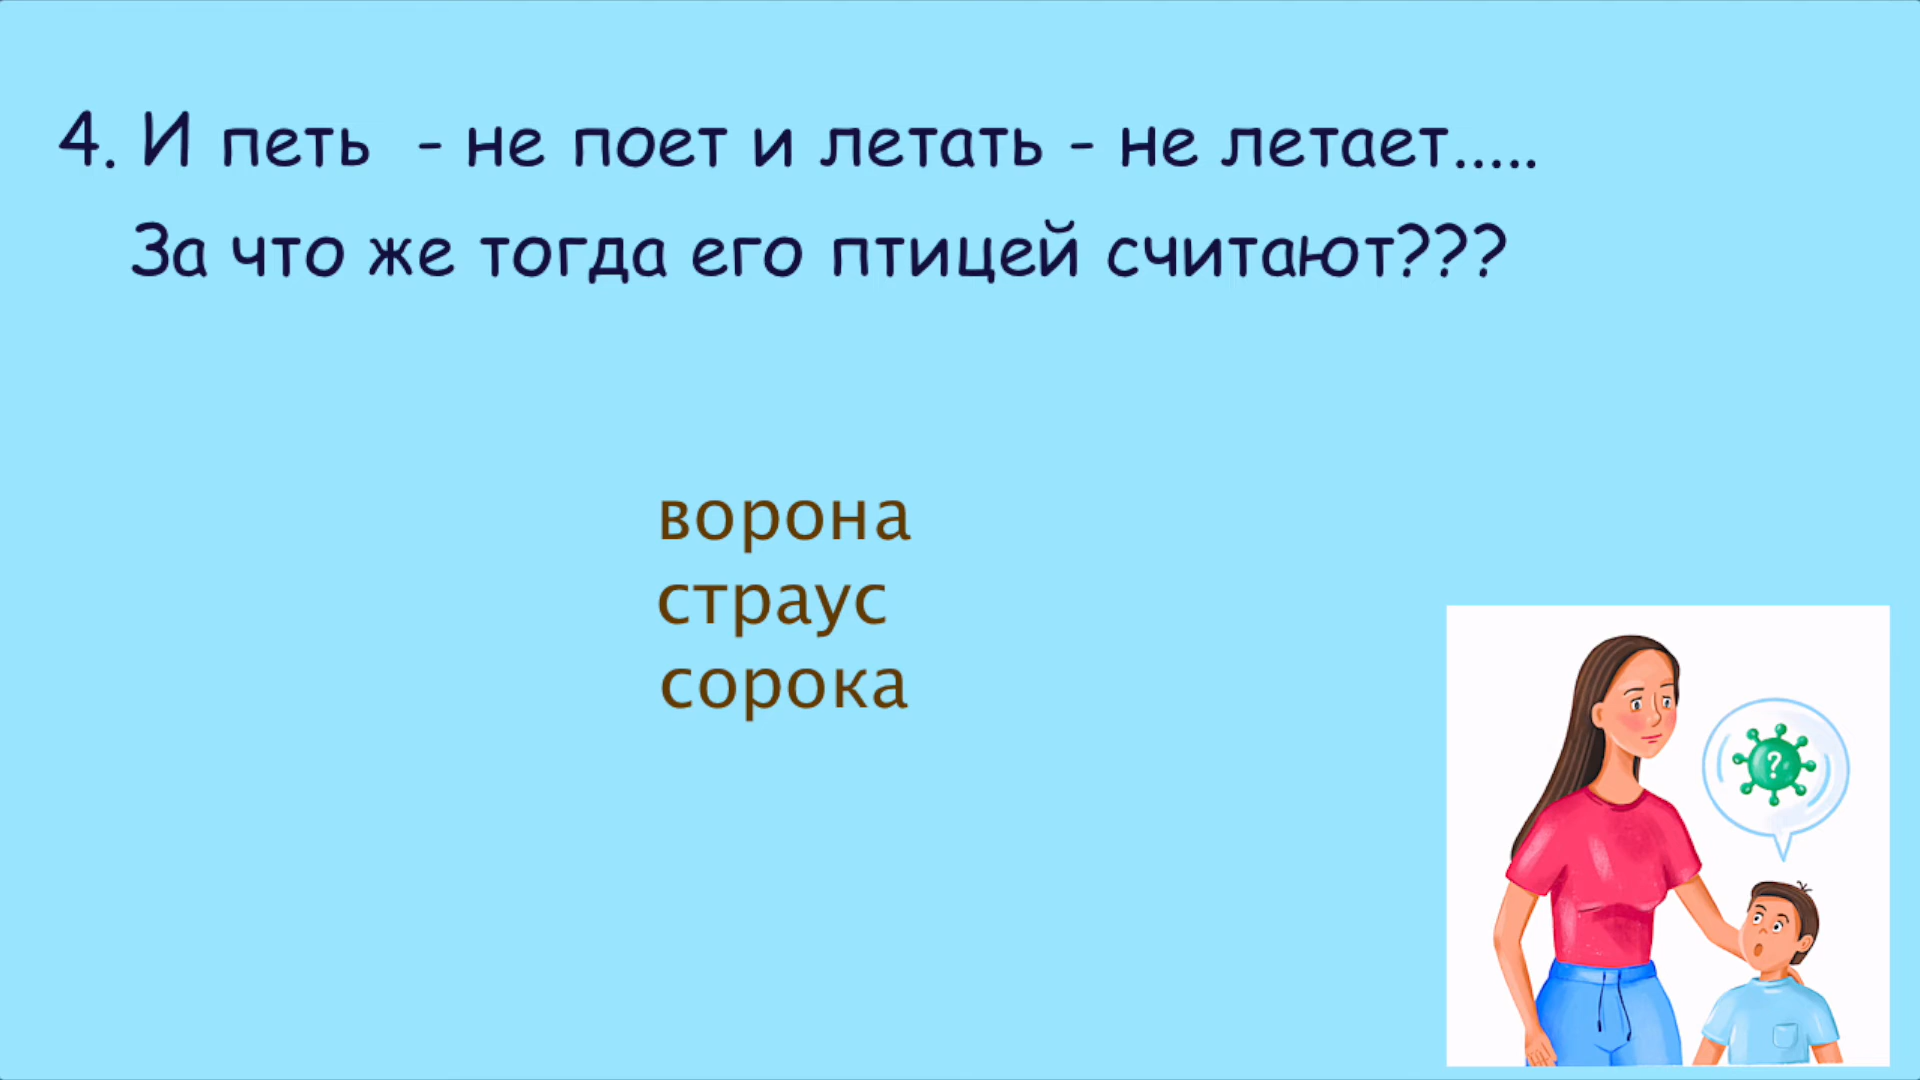 4. И петь - не поет и летать - не летает.....
За что же тогда его птицей считают???
ворона
страус
сорока
?